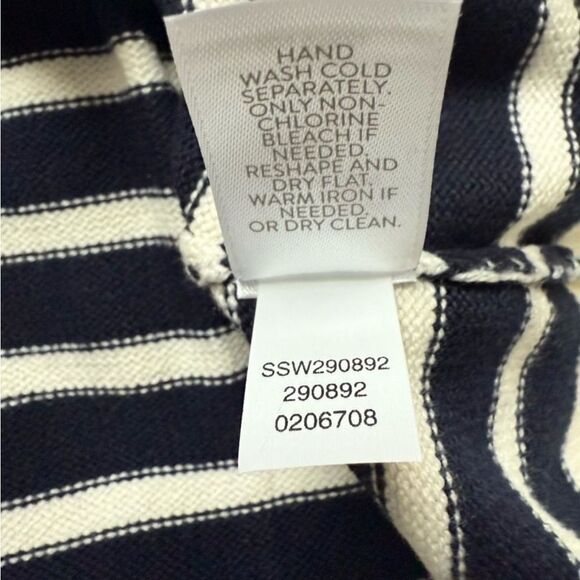 HAND
WASH COLD
SEPARATELY.
ONLY NON-
CHLORINE
BLEACH IF
NEEDED.
RESHAPE AND
DRY FLAT.
WARM IRON IF
NEEDED.
OR DRY CLEAN.
SSW290892
290892
0206708